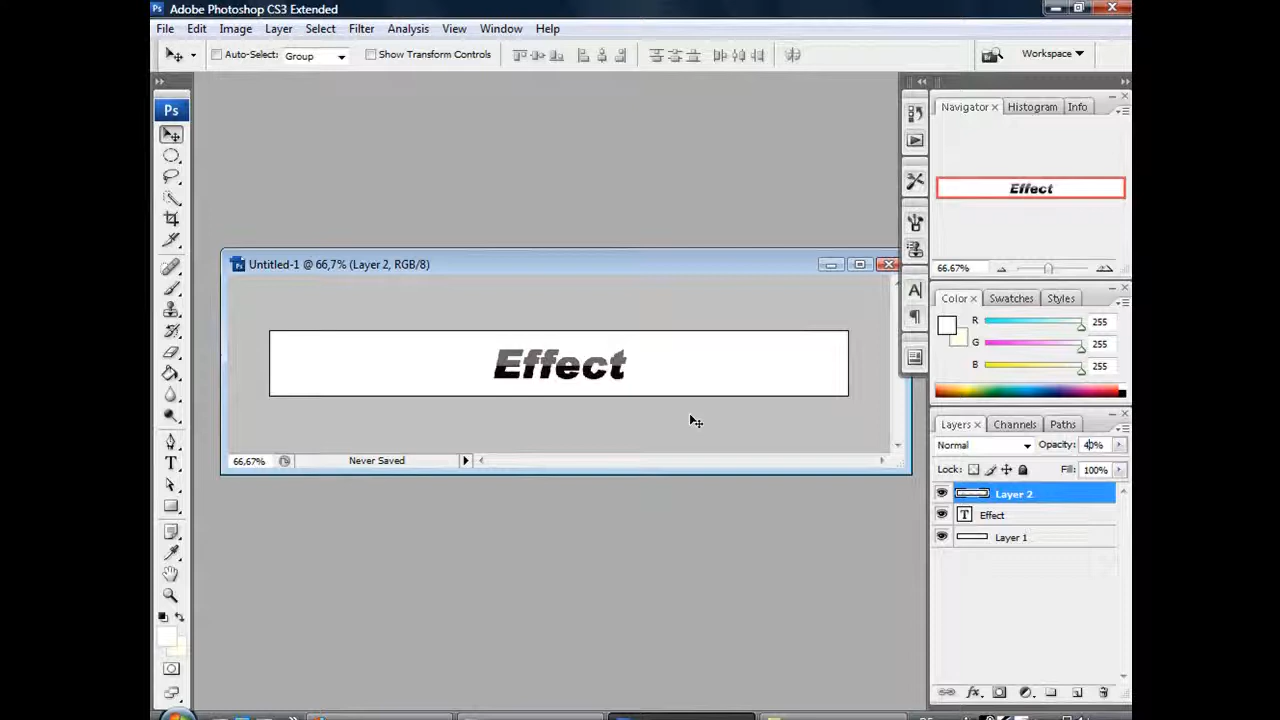 Adobe Photoshop CS3 Extended
File Edit Image Layer Select Filter Analysis View Window Help
Auto-Select: Group Show Transform Controls Workspace
Ps
Navigator Histogram Info
Effect
66.67%
Untitled-1 @ 66,7% (Layer 2, RGB/8)
Effect
66,67% Never Saved
Color Swatches Styles
R 255
G 255
B 255
Layers Channels Paths
Normal Opacity: 40%
Lock: Fill: 100%
Layer 2
T Effect
Layer 1